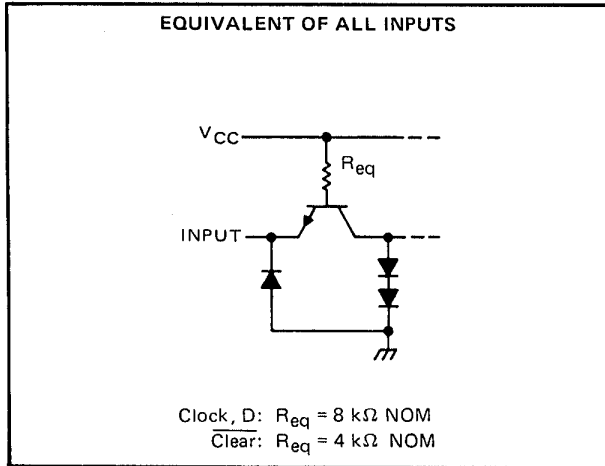 EQUIVALENT OF ALL INPUTS
VCC
Req
INPUT
Clock, D: Req = 8 kΩ NOM
Clear: Req = 4 kΩ NOM